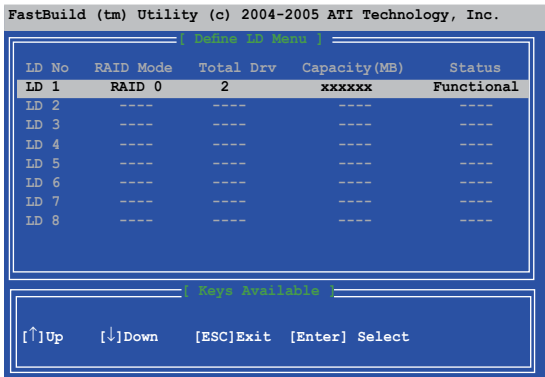 FastBuild (tm) Utility (c) 2004-2005 ATI Technology, Inc.
[ Define LD Menu ]
LD No RAID Mode Total Drv Capacity(MB) Status
LD 1 RAID 0 2 xxxxxx Functional
LD 2 ---- ---- ---- ----
LD 3 ---- ---- ---- ----
LD 4 ---- ---- ---- ----
LD 5 ---- ---- ---- ----
LD 6 ---- ---- ---- ----
LD 7 ---- ---- ---- ----
LD 8 ---- ---- ---- ----
[ Keys Available ]
[↑]Up [↓]Down [ESC]Exit [Enter] Select